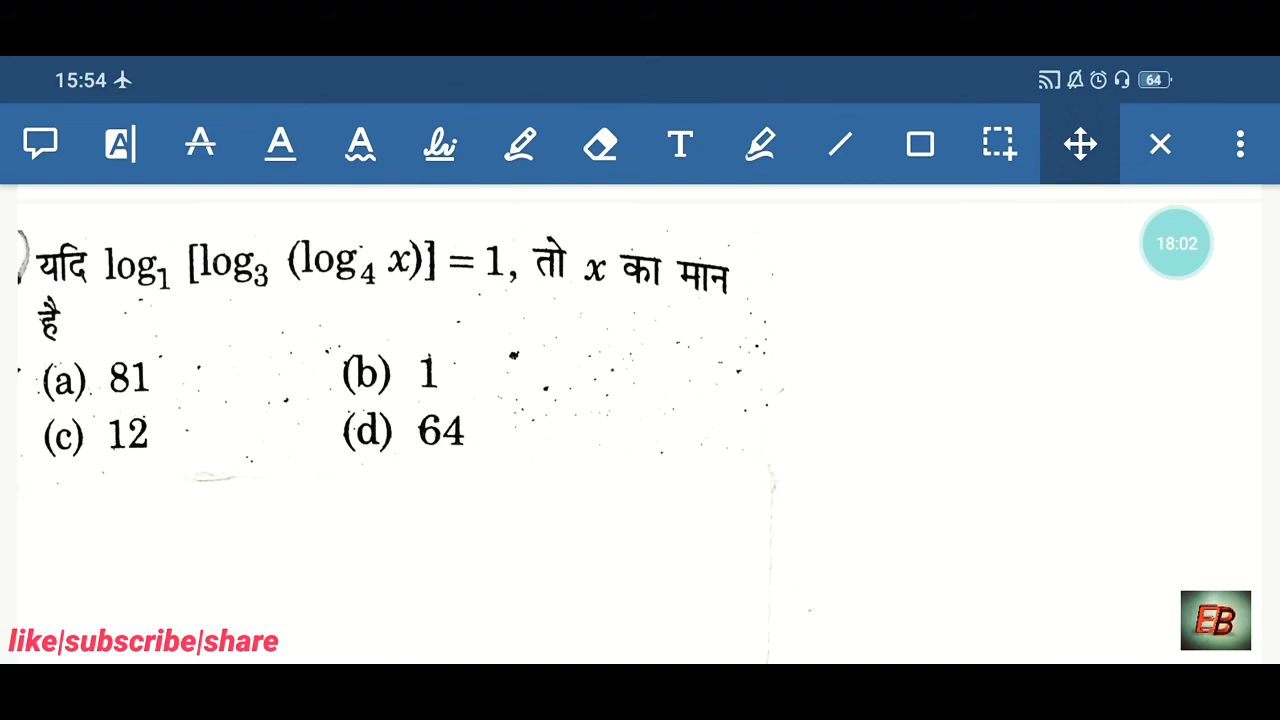 15:54
64
T
18:02
यदि log₁ [log₃ (log₄ x)] = 1, तो x का मान
है
(a) 81 (b) 1
(c) 12 (d) 64
like|subscribe|share
EB